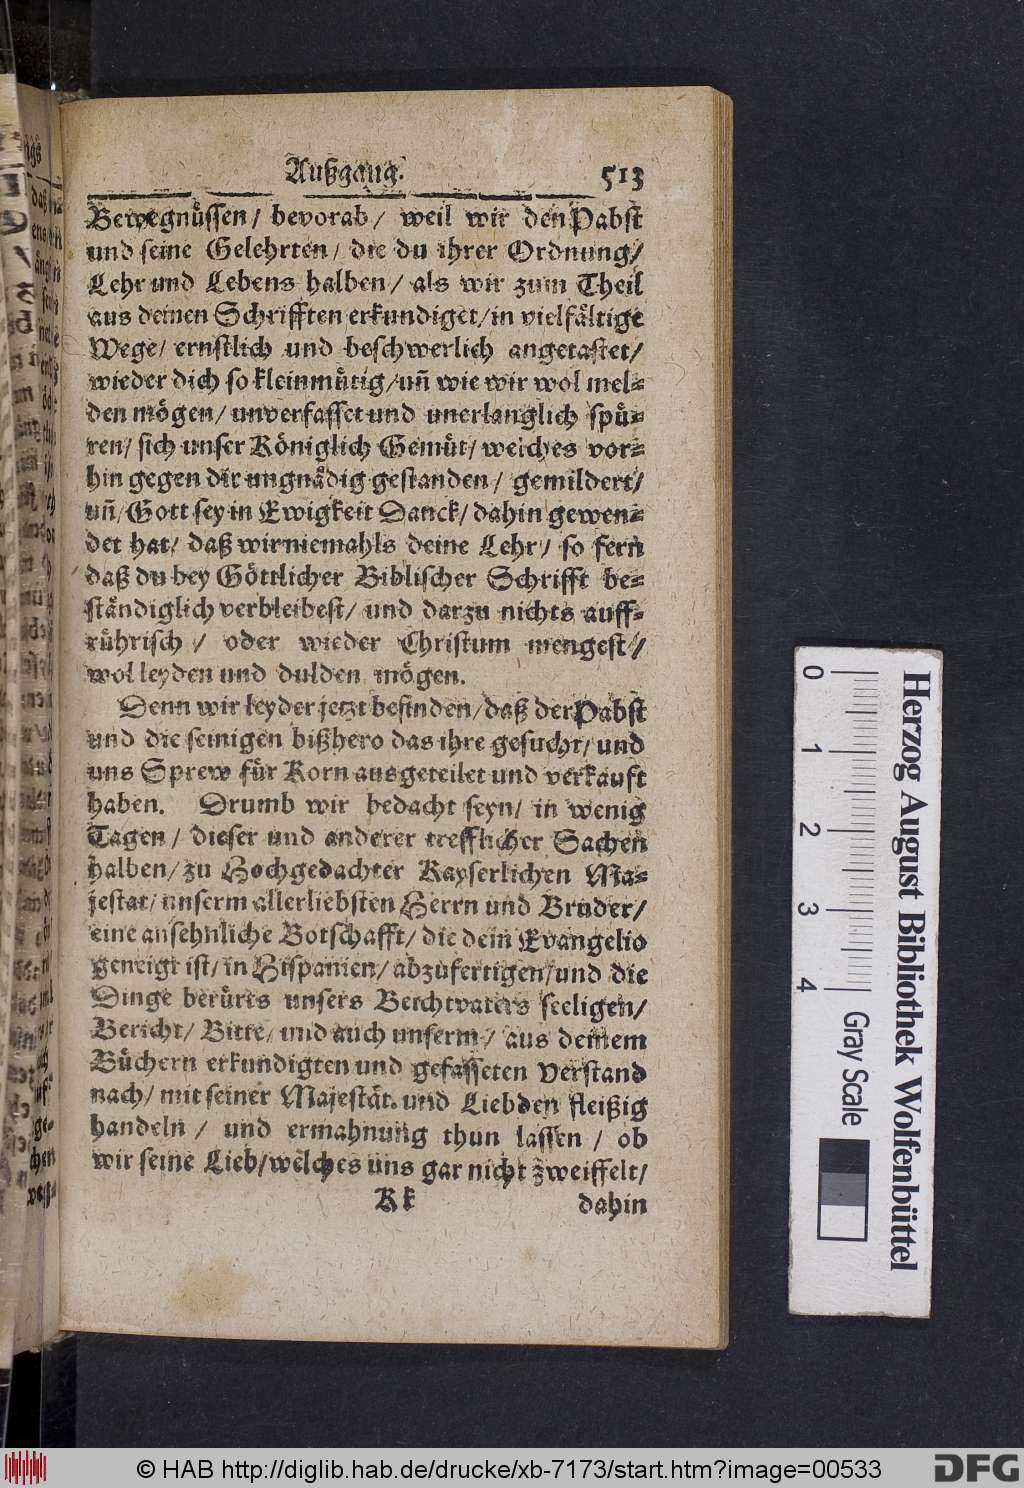 Außgang. 513
Bewegnüssen / bevorab / weil wir den Pabst
und seine Gelehrten / die du ihrer Ordnung /
Lehr und Lebens halben / als wir zum Theil
aus deinen Schrifften erkundiget / in vielfältige
Wege / ernstlich und beschwerlich angetastet /
wieder dich so kleinmütig / uñ wie wir wol mel=
den mögen / unverfasset und unerlanglich spü=
ren / sich unser Königlich Gemüt / welches vor=
hin gegen dir ungnädig gestanden / gemildert /
uñ / Gott sey in Ewigkeit Danck / dahin gewen=
det hat / daß wir niemahls deine Lehr / so fern
daß du bey Göttlicher Biblischer Schrifft be=
ständiglich verbleibest / und darzu nichts auff=
rührisch / oder wieder Christum mengest /
wol leyden und dulden mögen.
Denn wir leyder jetzt befinden / daß der Pabst
und die seinigen bißhero das ihre gesucht / und
uns Sprew für Korn ausgeteilet und verkauft
haben. Drumb wir bedacht seyn / in wenig
Tagen / dieser und anderer trefflicher Sachen
halben / zu Hochgedachter Kayserlichen Ma=
jestat / unserm allerliebsten Herrn und Bruder /
eine ansehnliche Botschafft / die dem Evangelio
geneigt ist / in Hispanien / abzufertigen / und die
Dinge berürts unsers Beichtvaters seeligen /
Bericht / Bitte / und auch unserm / aus deinem
Büchern erkundigten und gefasseten Verstand
nach / mit seiner Majestät. und Liebden fleißig
handeln / und ermahnung thun lassen / ob
wir seine Lieb / welches uns gar nicht zweiffelt /
Kk dahin
Herzog August Bibliothek Wolfenbüttel
0 1 2 3 4 Gray Scale
© HAB http://diglib.hab.de/drucke/xb-7173/start.htm?image=00533
DFG